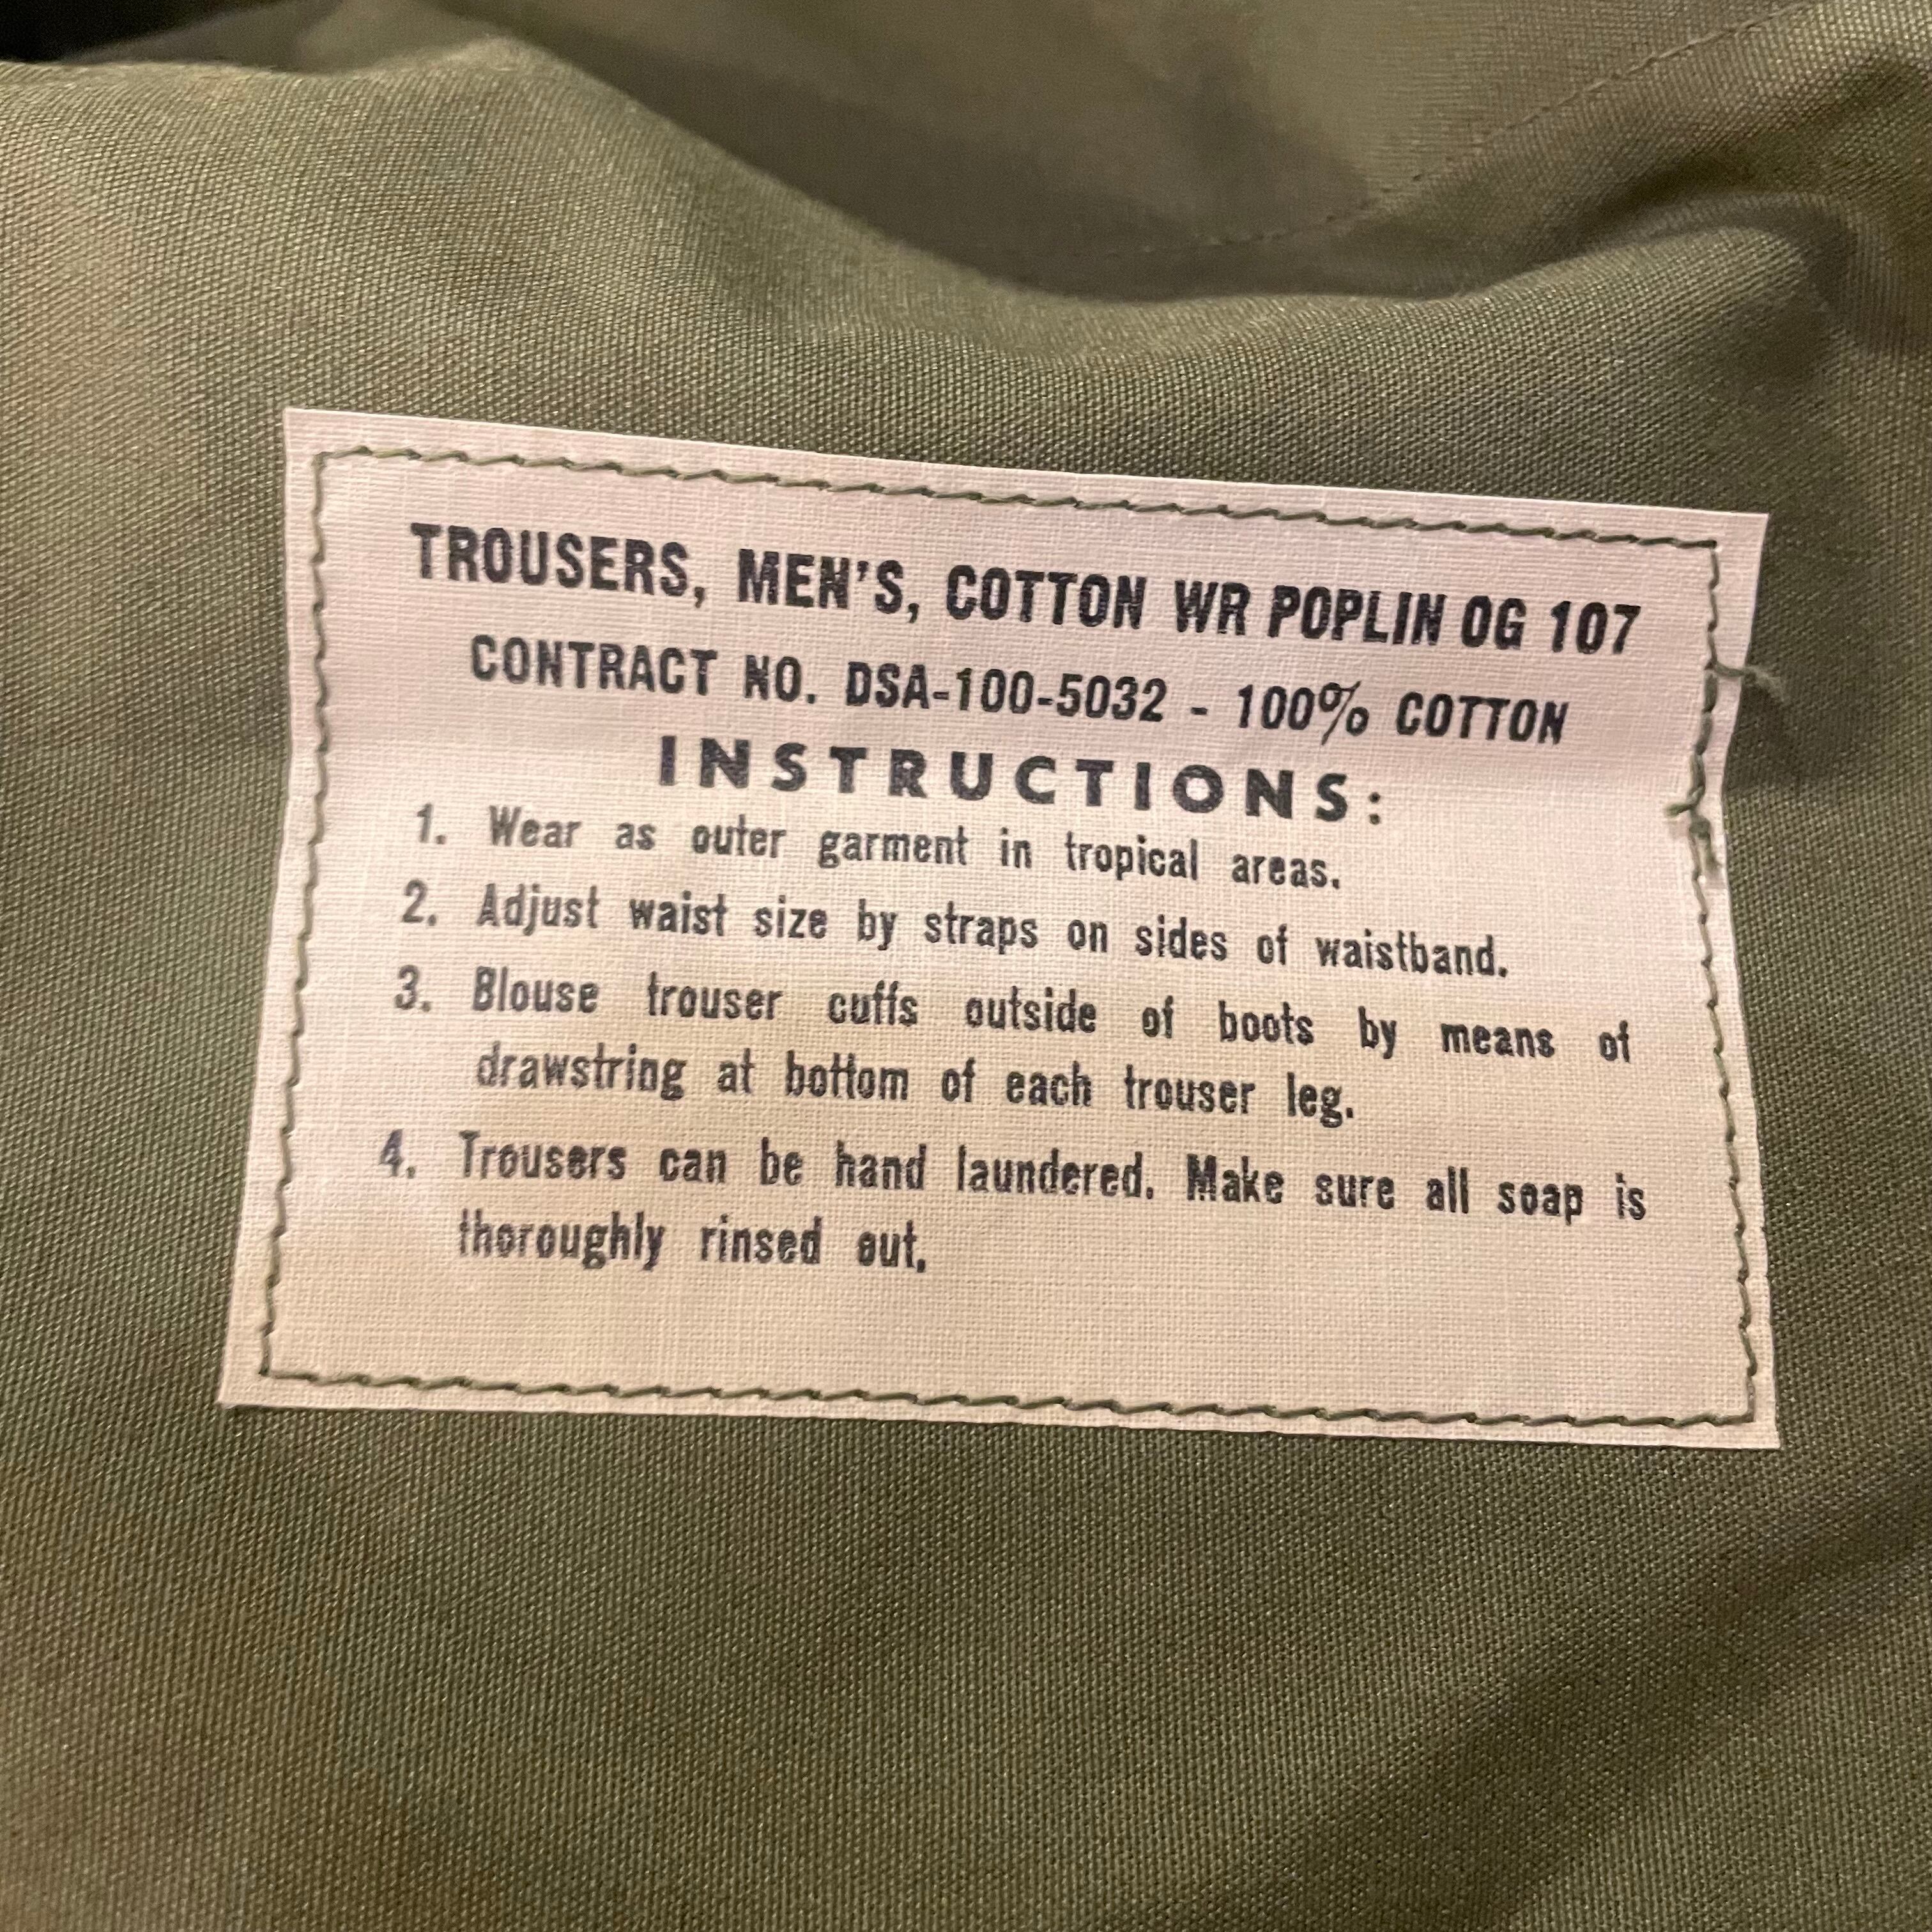 TROUSERS, MEN'S, COTTON WR POPLIN OG 107
CONTRACT NO. DSA-100-5032 - 100% COTTON
INSTRUCTIONS:
1. Wear as outer garment in tropical areas.
2. Adjust waist size by straps on sides of waistband.
3. Blouse trouser cuffs outside of boots by means of
drawstring at bottom of each trouser leg.
4. Trousers can be hand laundered. Make sure all soap is
thoroughly rinsed out.